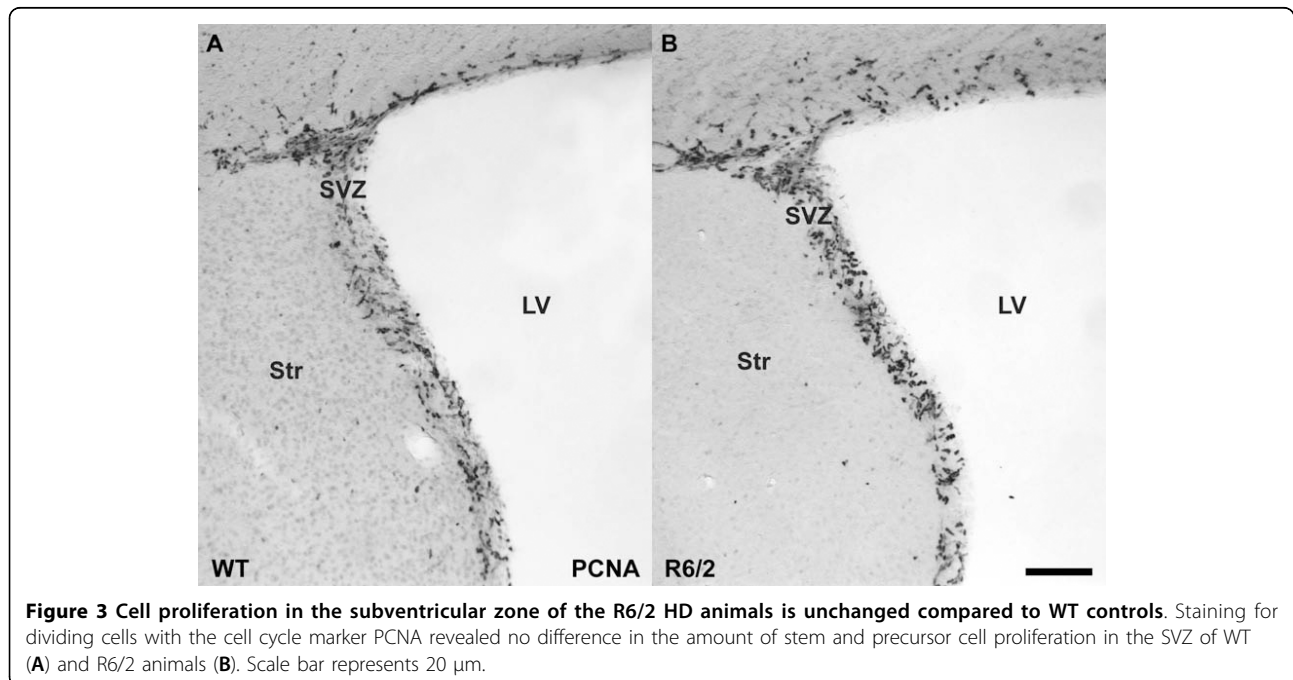 A
B
SVZ
SVZ
LV
LV
Str
Str
WT
PCNA
R6/2
Figure 3 Cell proliferation in the subventricular zone of the R6/2 HD animals is unchanged compared to WT controls. Staining for
dividing cells with the cell cycle marker PCNA revealed no difference in the amount of stem and precursor cell proliferation in the SVZ of WT
(A) and R6/2 animals (B). Scale bar represents 20 μm.